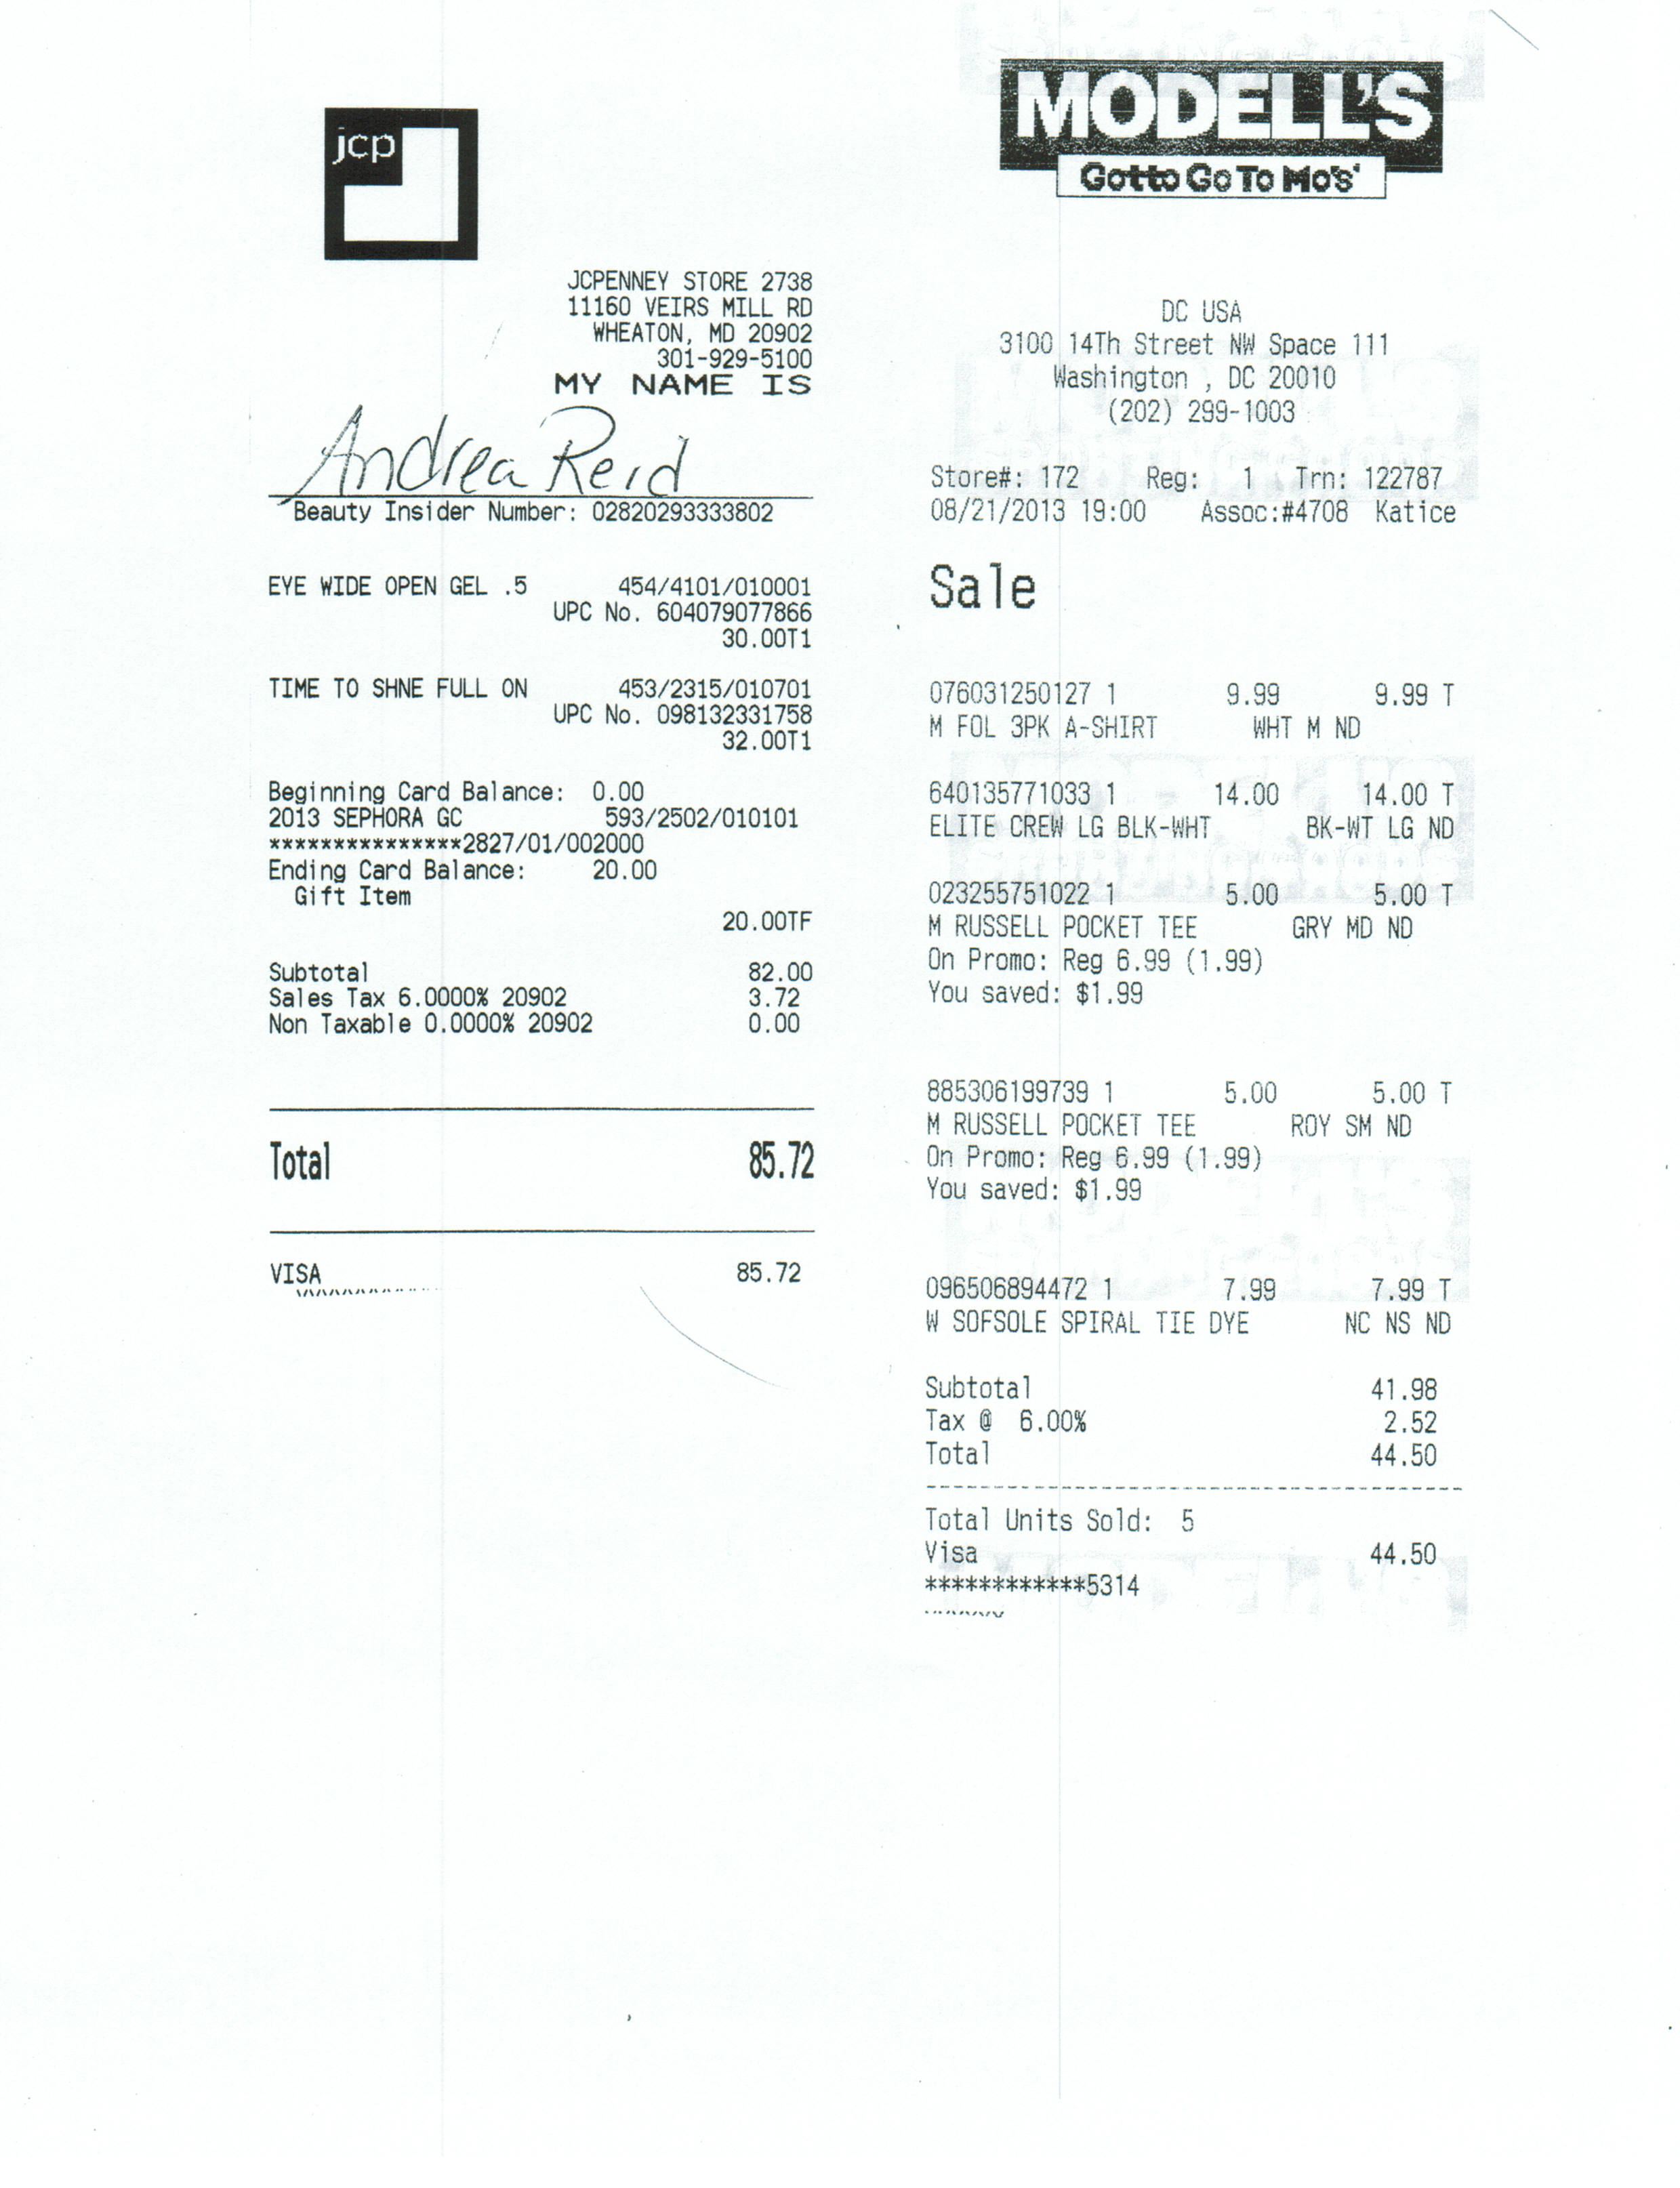 jcp
JCPENNEY STORE 2738
11160 VEIRS MILL RD
WHEATON, MD 20902
301-929-5100
MY NAME IS
Andrea Reid
Beauty Insider Number: 02820293333802
EYE WIDE OPEN GEL .5 454/4101/010001
UPC No. 604079077866
30.00T1
TIME TO SHNE FULL ON 453/2315/010701
UPC No. 098132331758
32.00T1
Beginning Card Balance: 0.00
2013 SEPHORA GC 593/2502/010101
***************2827/01/002000
Ending Card Balance: 20.00
Gift Item
20.00TF
Subtotal 82.00
Sales Tax 6.0000% 20902 3.72
Non Taxable 0.0000% 20902 0.00
Total 85.72
VISA 85.72
MODELL'S
Gotto Go To Mo's'
DC USA
3100 14Th Street NW Space 111
Washington , DC 20010
(202) 299-1003
Store#: 172 Reg: 1 Trn: 122787
08/21/2013 19:00 Assoc:#4708 Katice
Sale
076031250127 1 9.99 9.99 T
M FOL 3PK A-SHIRT WHT M ND
640135771033 1 14.00 14.00 T
ELITE CREW LG BLK-WHT BK-WT LG ND
023255751022 1 5.00 5.00 T
M RUSSELL POCKET TEE GRY MD ND
On Promo: Reg 6.99 (1.99)
You saved: $1.99
885306199739 1 5.00 5.00 T
M RUSSELL POCKET TEE ROY SM ND
On Promo: Reg 6.99 (1.99)
You saved: $1.99
096506894472 1 7.99 7.99 T
W SOFSOLE SPIRAL TIE DYE NC NS ND
Subtotal 41.98
Tax @ 6.00% 2.52
Total 44.50
Total Units Sold: 5
Visa 44.50
************5314